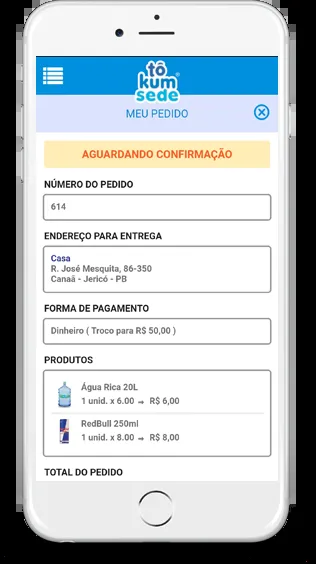 tô
kum
sede
MEU PEDIDO
AGUARDANDO CONFIRMAÇÃO
NÚMERO DO PEDIDO
614
ENDEREÇO PARA ENTREGA
Casa
R. José Mesquita, 86-350
Canaã - Jericó - PB
FORMA DE PAGAMENTO
Dinheiro ( Troco para R$ 50,00 )
PRODUTOS
Água Rica 20L
1 unid. x 6.00 ⇒ R$ 6,00
RedBull 250ml
1 unid. x 8.00 ⇒ R$ 8,00
TOTAL DO PEDIDO